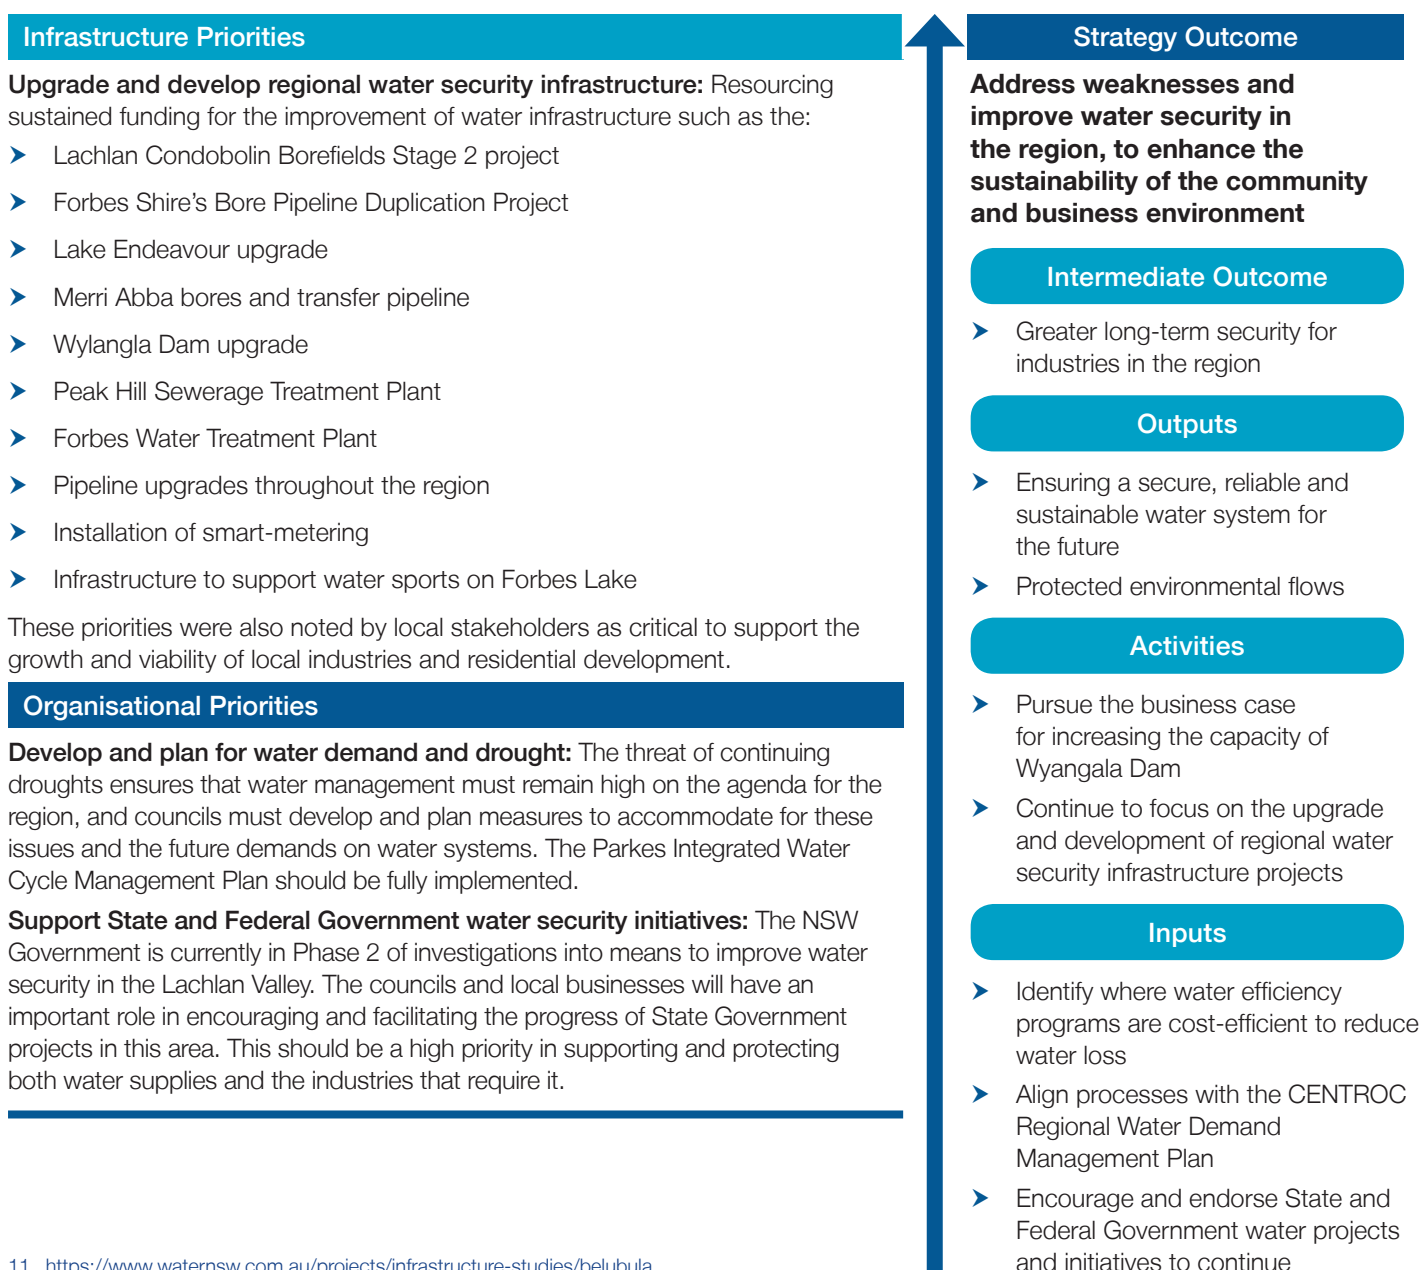 Infrastructure Priorities
Upgrade and develop regional water security infrastructure: Resourcing
sustained funding for the improvement of water infrastructure such as the:
➤ Lachlan Condobolin Borefields Stage 2 project
➤ Forbes Shire's Bore Pipeline Duplication Project
➤ Lake Endeavour upgrade
➤ Merri Abba bores and transfer pipeline
➤ Wylangla Dam upgrade
➤ Peak Hill Sewerage Treatment Plant
➤ Forbes Water Treatment Plant
➤ Pipeline upgrades throughout the region
➤ Installation of smart-metering
➤ Infrastructure to support water sports on Forbes Lake
These priorities were also noted by local stakeholders as critical to support the
growth and viability of local industries and residential development.
Organisational Priorities
Develop and plan for water demand and drought: The threat of continuing
droughts ensures that water management must remain high on the agenda for the
region, and councils must develop and plan measures to accommodate for these
issues and the future demands on water systems. The Parkes Integrated Water
Cycle Management Plan should be fully implemented.
Support State and Federal Government water security initiatives: The NSW
Government is currently in Phase 2 of investigations into means to improve water
security in the Lachlan Valley. The councils and local businesses will have an
important role in encouraging and facilitating the progress of State Government
projects in this area. This should be a high priority in supporting and protecting
both water supplies and the industries that require it.
11 https://www.waternsw.com.au/projects/infrastructure-studies/belubula
Strategy Outcome
Address weaknesses and
improve water security in
the region, to enhance the
sustainability of the community
and business environment
Intermediate Outcome
➤ Greater long-term security for
industries in the region
Outputs
➤ Ensuring a secure, reliable and
sustainable water system for
the future
➤ Protected environmental flows
Activities
➤ Pursue the business case
for increasing the capacity of
Wyangala Dam
➤ Continue to focus on the upgrade
and development of regional water
security infrastructure projects
Inputs
➤ Identify where water efficiency
programs are cost-efficient to reduce
water loss
➤ Align processes with the CENTROC
Regional Water Demand
Management Plan
➤ Encourage and endorse State and
Federal Government water projects
and initiatives to continue